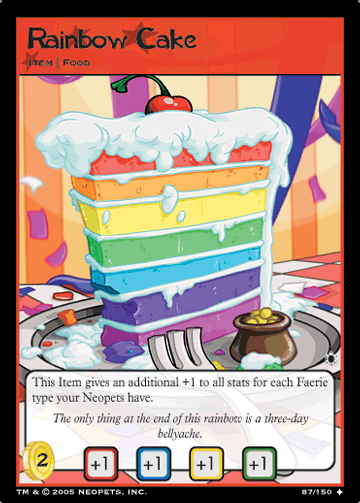 Rainbow Cake
Item | Food
This Item gives an additional +1 to all stats for each Faerie
type your Neopets have.
The only thing at the end of this rainbow is a three-day
bellyache.
2 +1 +1 +1 +1
TM & © 2005 NEOPETS, INC. 87/150